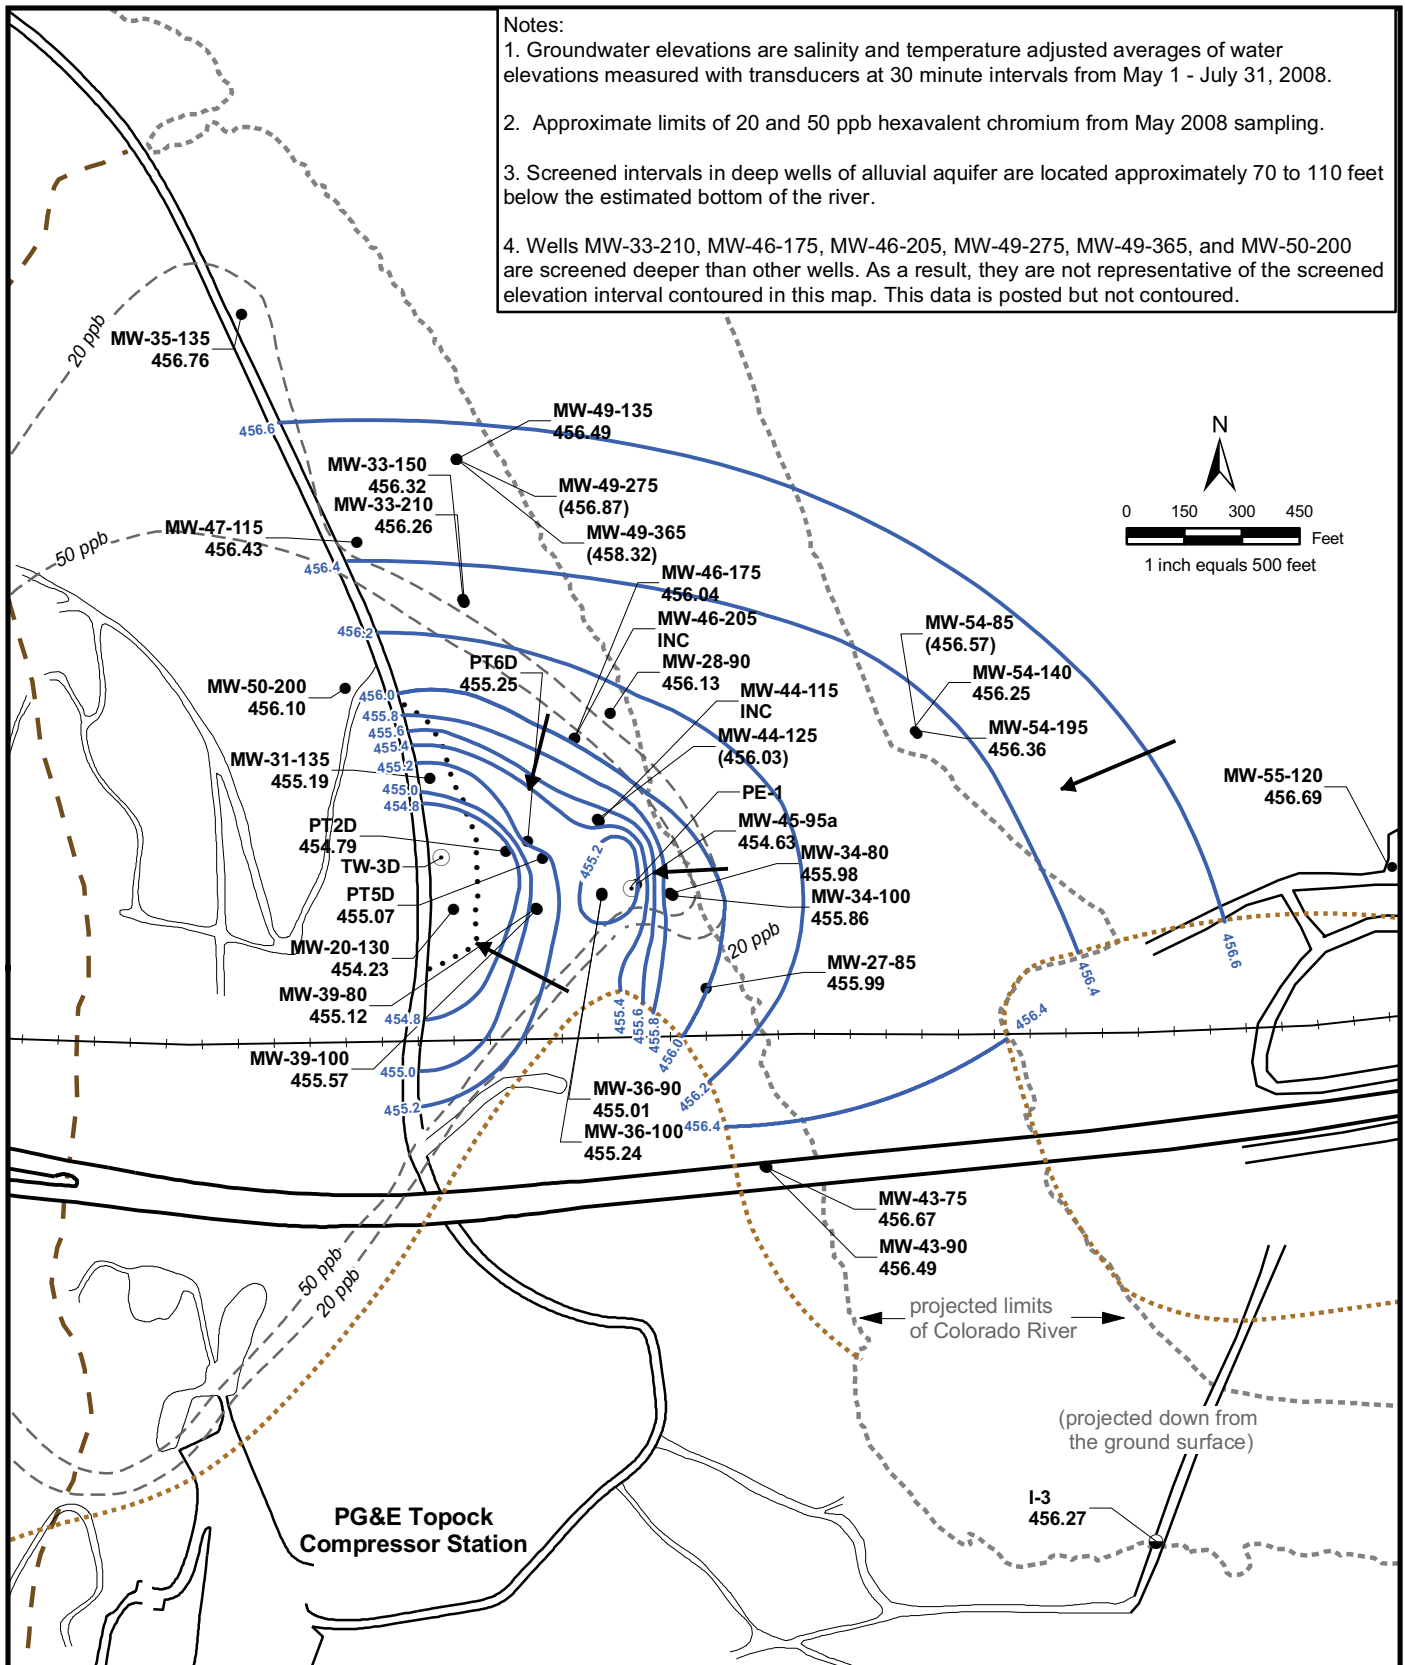 Notes:
1. Groundwater elevations are salinity and temperature adjusted averages of water
elevations measured with transducers at 30 minute intervals from May 1 - July 31, 2008.
2. Approximate limits of 20 and 50 ppb hexavalent chromium from May 2008 sampling.
3. Screened intervals in deep wells of alluvial aquifer are located approximately 70 to 110 feet
below the estimated bottom of the river.
4. Wells MW-33-210, MW-46-175, MW-46-205, MW-49-275, MW-49-365, and MW-50-200
are screened deeper than other wells. As a result, they are not representative of the screened
elevation interval contoured in this map. This data is posted but not contoured.
20 ppb
MW-35-135
456.76
456.6
MW-49-135
456.49
N
MW-33-150
456.32
MW-33-210
456.26
MW-49-275
(456.87)
MW-49-365
(458.32)
0 150 300 450
Feet
1 inch equals 500 feet
50 ppb
MW-47-115
456.43
456.4
MW-46-175
456.04
MW-46-205
INC
MW-28-90
456.13
456.2
PT6D
455.25
MW-54-85
(456.57)
MW-54-140
456.25
MW-54-195
456.36
MW-50-200
456.10
456.0
455.8
455.6
455.4
455.2
455.0
454.8
MW-44-115
INC
MW-44-125
(456.03)
MW-31-135
455.19
PE-1
MW-45-95a
454.63
MW-55-120
456.69
PT2D
454.79
TW-3D
455.2
MW-34-80
455.98
MW-34-100
455.86
PT5D
455.07
MW-20-130
454.23
20 ppb
MW-27-85
455.99
456.6
456.4
MW-39-80
455.12
454.8
455.4
455.6
455.8
456.0
456.4
MW-39-100
455.57
455.0
455.2
MW-36-90
455.01
MW-36-100
455.24
456.2
456.4
MW-43-75
456.67
MW-43-90
456.49
50 ppb
20 ppb
projected limits
of Colorado River
(projected down from
the ground surface)
I-3
456.27
PG&E Topock
Compressor Station